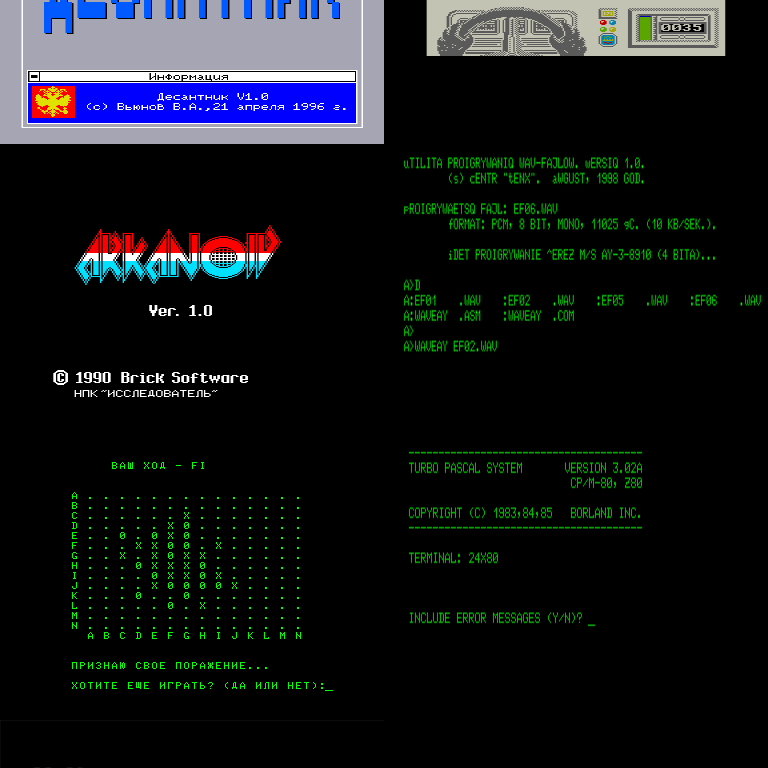 Десантник
Информация
Десантник V1.0
(c) Вьюнов В.А.,21 апреля 1996 г.
ARKANOID
Ver. 1.0
© 1990 Brick Software
НПК ~ИССЛЕДОВАТЕЛЬ~
ВАШ ХОД - FI
A . . . . . . . . . . . . . .
B . . . . . . . . . . . . . .
C . . . . . . X . . . . . . .
D . . . . . X 0 . . . . . . .
E . . 0 . 0 X 0 . . . . . . .
F . . . X X 0 0 . X . . . . .
G . . X . X 0 0 X . . . . . .
H . . . 0 X X 0 X . . . . . .
I . . . . 0 X X 0 X . . . . .
J . . . . X 0 0 0 0 X . . . .
K . . . 0 . . 0 . . . . . . .
L . . . . . 0 . X . . . . . .
M . . . . . . . . . . . . . .
N . . . . . . . . . . . . . .
A B C D E F G H I J K L M N
ПРИЗНАЮ СВОЕ ПОРАЖЕНИЕ...
ХОТИТЕ ЕЩЕ ИГРАТЬ? (ДА ИЛИ НЕТ):_
0035
uTILITA PROIGRYWANIQ WAV-FAJLOW. wERSIQ 1.0.
(s) cENTR "tENX". aWGUST, 1998 GOD.
pROIGRYWAETSQ FAJL: EF06.WAV
fORMAT: PCM, 8 BIT, MONO, 11025 gC. (10 KB/SEK.).
iDET PROIGRYWANIE ^EREZ M/S AY-3-8910 (4 BITA)...
A>D
A:EF01 .WAV :EF02 .WAV :EF05 .WAV :EF06 .WAV
A:WAVEAY .ASM :WAVEAY .COM
A>
A>WAVEAY EF02.WAV
---------------------------------------
TURBO PASCAL SYSTEM VERSION 3.02A
CP/M-80, Z80
COPYRIGHT (C) 1983,84,85 BORLAND INC.
---------------------------------------
TERMINAL: 24X80
INCLUDE ERROR MESSAGES (Y/N)? _